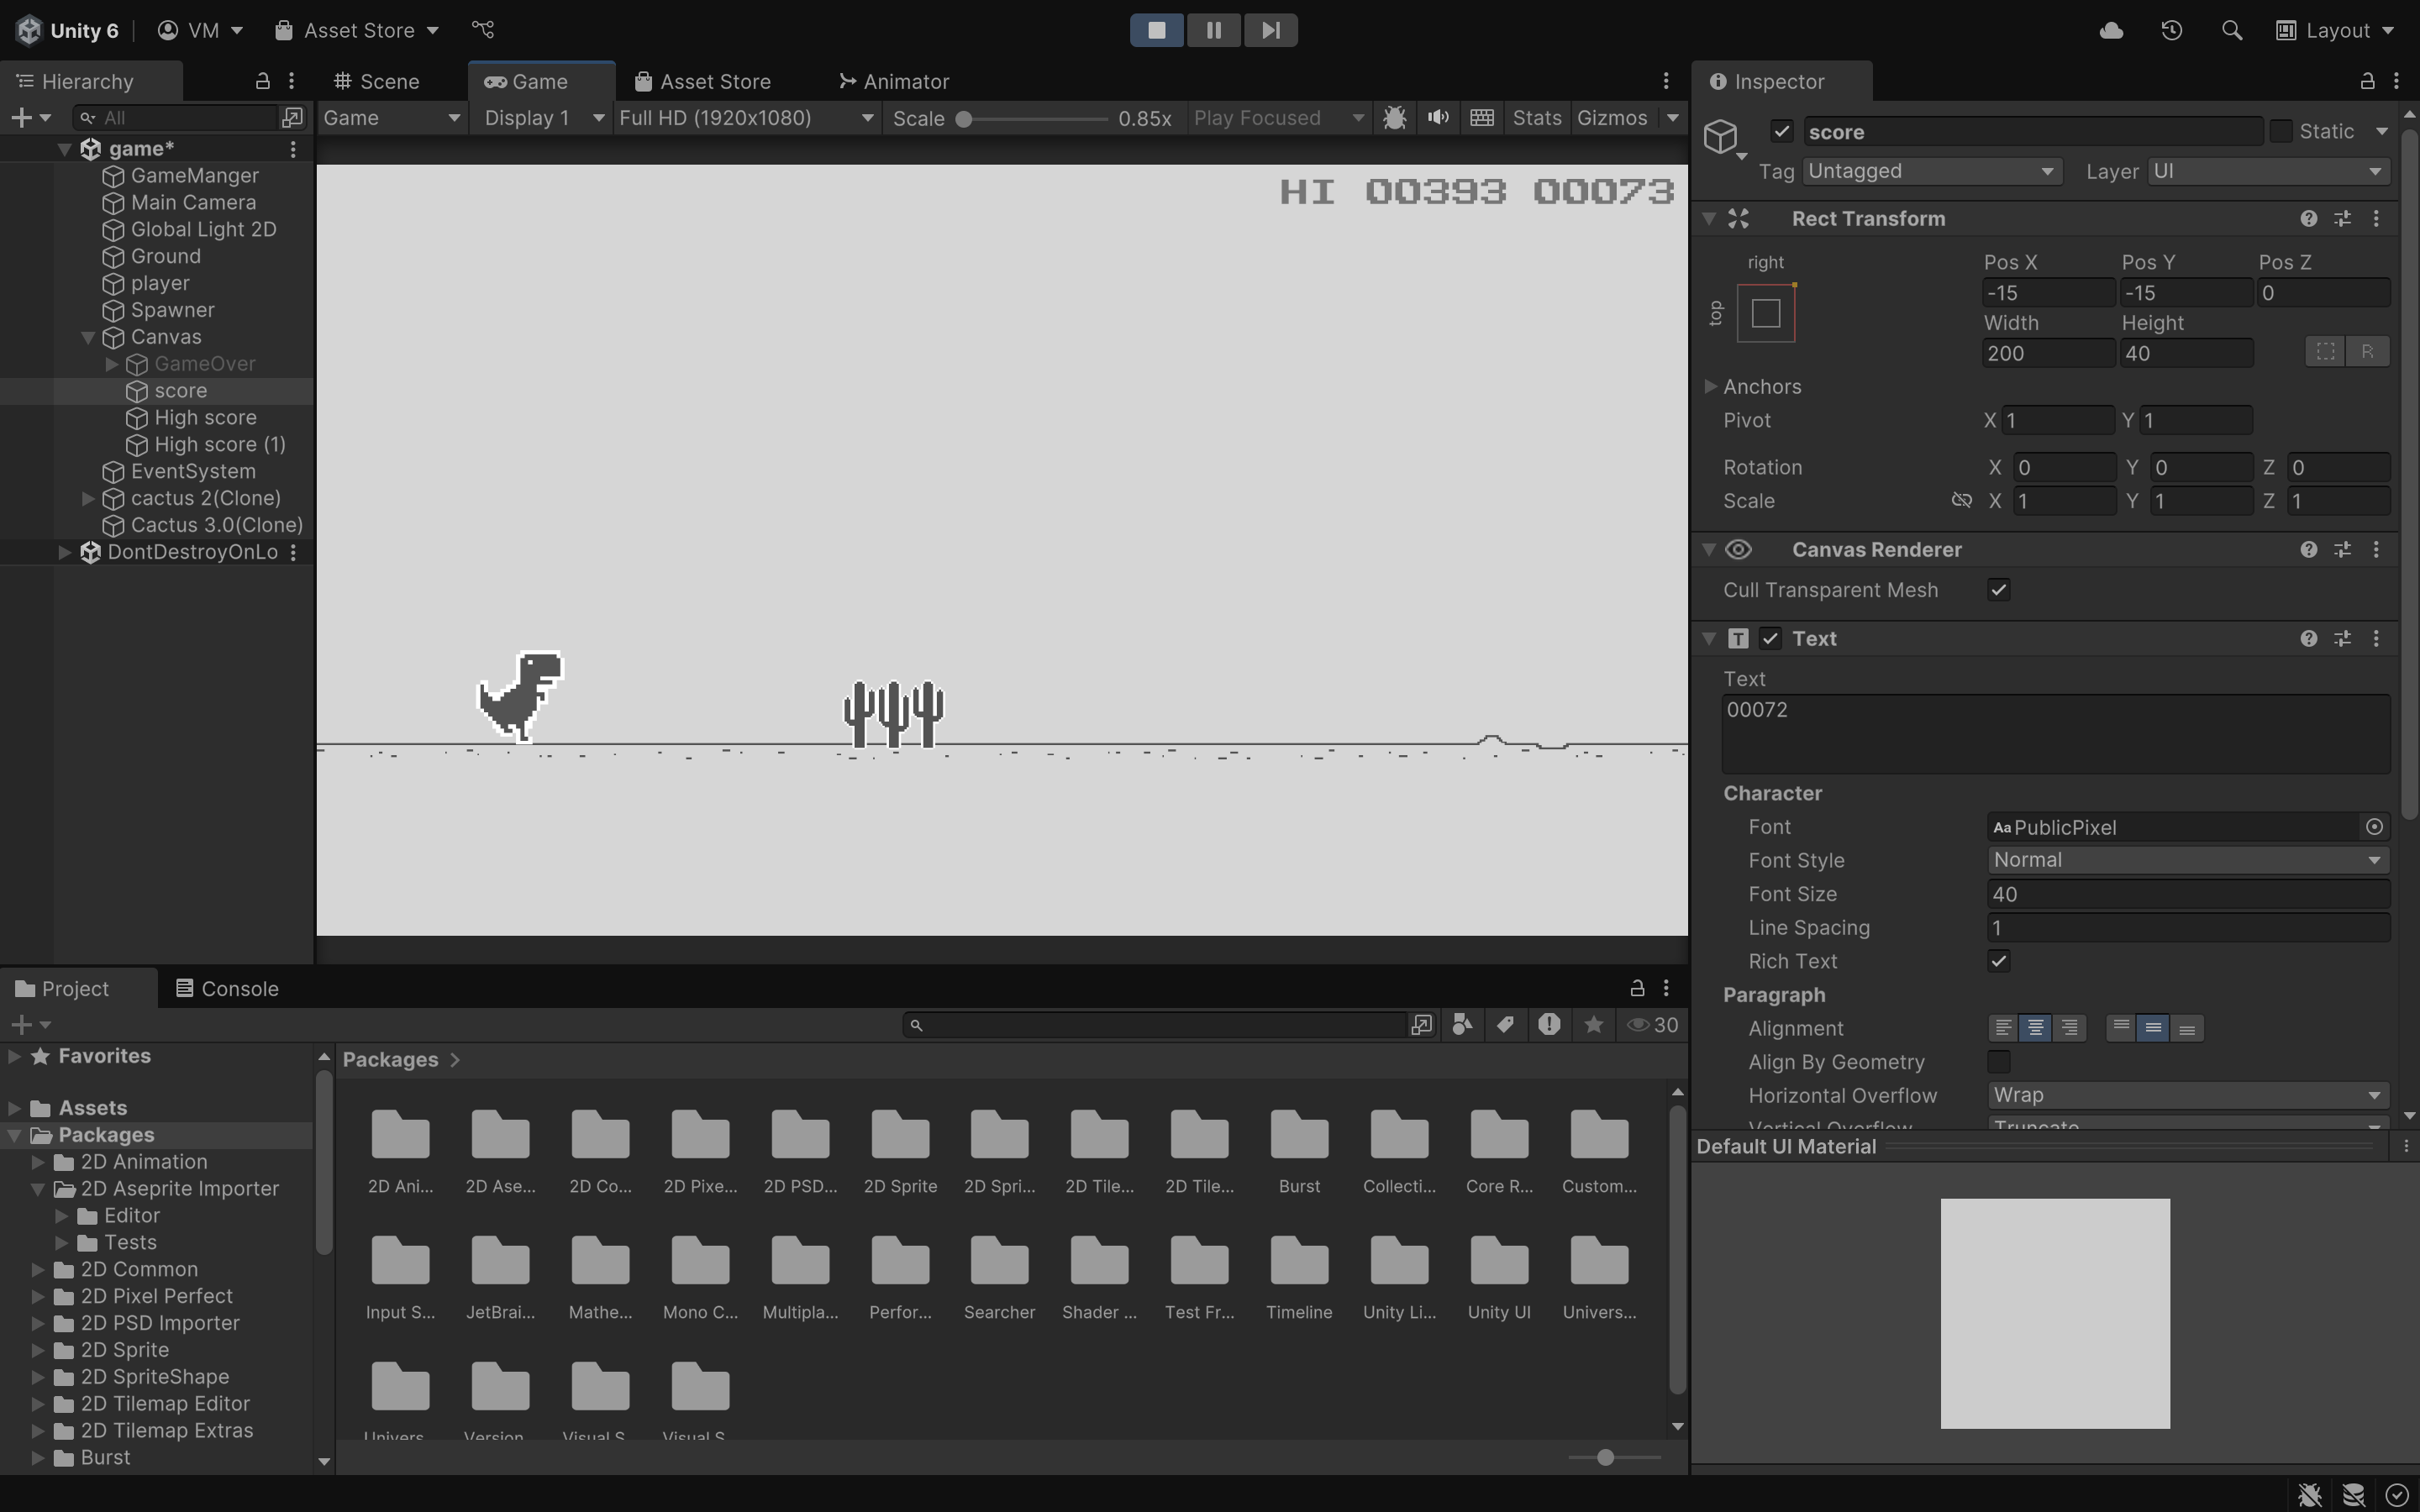 Unity 6 VM Asset Store Layout
Hierarchy
Scene Game Asset Store Animator
Inspector
All
Game Display 1 Full HD (1920x1080) Scale 0.85x Play Focused Stats Gizmos
game*
GameManger
Main Camera
Global Light 2D
Ground
player
Spawner
Canvas
GameOver
score
High score
High score (1)
EventSystem
cactus 2(Clone)
Cactus 3.0(Clone)
DontDestroyOnLo
HI 00393 00073
score Static
Tag Untagged Layer UI
Rect Transform
right
top
Pos X Pos Y Pos Z
-15 -15 0
Width Height
200 40 R
Anchors
Pivot X 1 Y 1
Rotation X 0 Y 0 Z 0
Scale X 1 Y 1 Z 1
Canvas Renderer
Cull Transparent Mesh
T Text
Text
00072
Character
Font Aa PublicPixel
Font Style Normal
Font Size 40
Line Spacing 1
Rich Text
Paragraph
Alignment
Align By Geometry
Horizontal Overflow Wrap
Vertical Overflow Truncate
Default UI Material
Project Console
30
Favorites
Assets
Packages
2D Animation
2D Aseprite Importer
Editor
Tests
2D Common
2D Pixel Perfect
2D PSD Importer
2D Sprite
2D SpriteShape
2D Tilemap Editor
2D Tilemap Extras
Burst
Packages
2D Ani... 2D Ase... 2D Co... 2D Pixe... 2D PSD... 2D Sprite 2D Spri... 2D Tile... 2D Tile... Burst Collecti... Core R... Custom...
Input S... JetBrai... Mathe... Mono C... Multipla... Perfor... Searcher Shader ... Test Fr... Timeline Unity Li... Unity UI Univers...
Univers... Version... Visual S... Visual S...